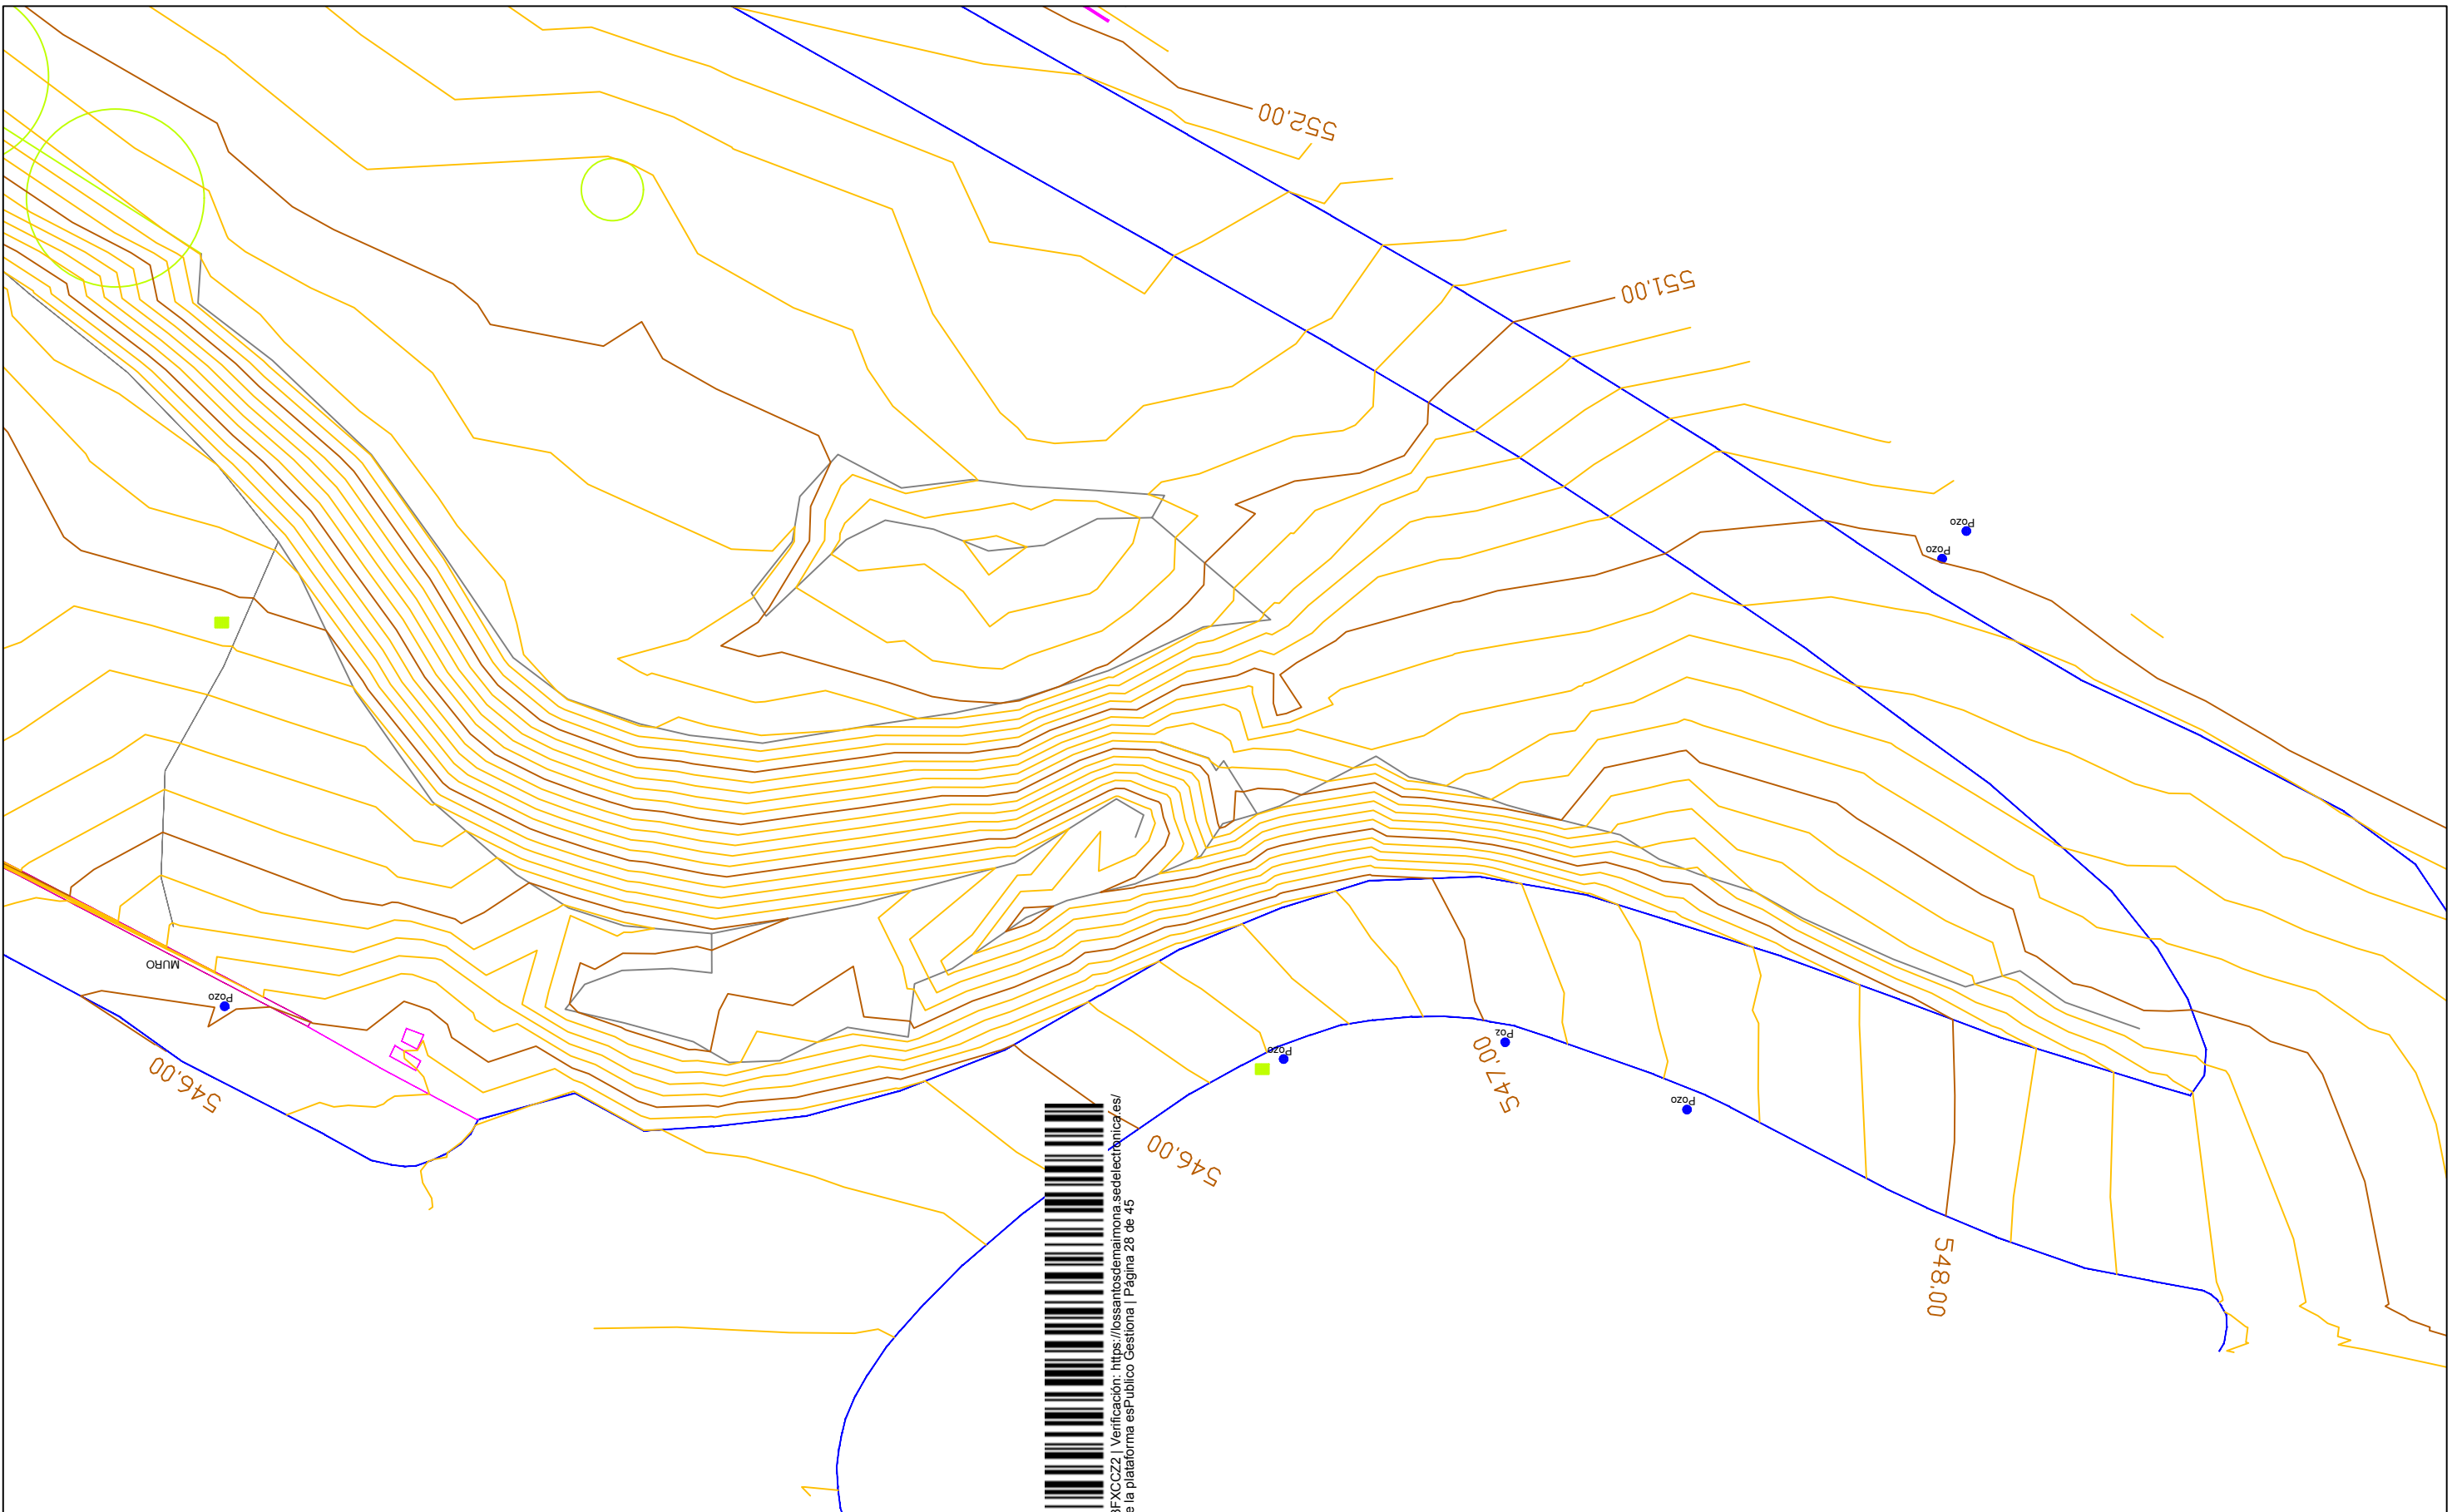 552.00
551.00
Pozo
Pozo
MURO
Pozo
546.00
547.00
Poz
Pozo
Pozo
546.00
548.00
FXCCZ2 | Verificación: https://lossantosdemaimona.sedelectronica.es/
e la plataforma esPublico Gestiona | Página 28 de 45